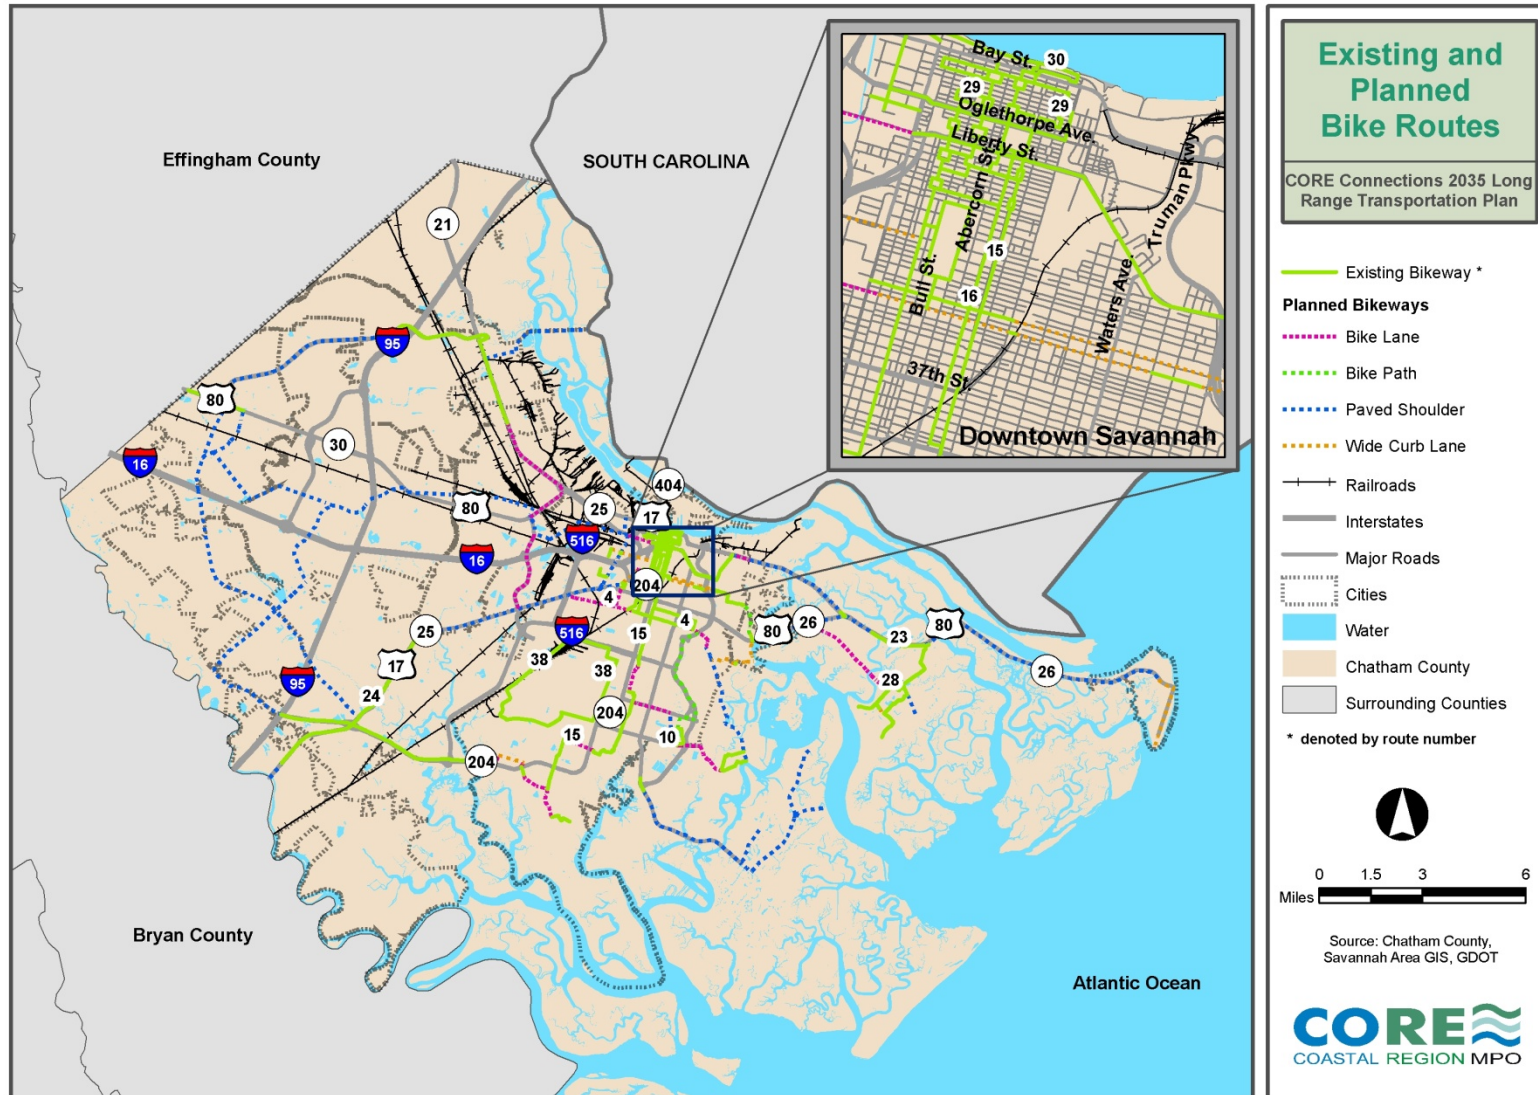 Existing and
Planned
Bike Routes
CORE Connections 2035 Long
Range Transportation Plan
Existing Bikeway *
Planned Bikeways
Bike Lane
Bike Path
Paved Shoulder
Wide Curb Lane
Railroads
Interstates
Major Roads
Cities
Water
Chatham County
Surrounding Counties
* denoted by route number
0 1.5 3 6
Miles
Source: Chatham County,
Savannah Area GIS, GDOT
CORE
COASTAL REGION MPO
Effingham County
SOUTH CAROLINA
Bryan County
Atlantic Ocean
21
95
80
30
16
80
16
25
404
17
516
204
4
25
17
24
95
516
38
38
15
4
204
15
10
204
80
26
23
80
28
26
Bay St.
30
29
29
Oglethorpe Ave.
Liberty St.
Abercorn St.
Truman Pkwy
15
Bull St.
16
Waters Ave.
37th St.
Downtown Savannah